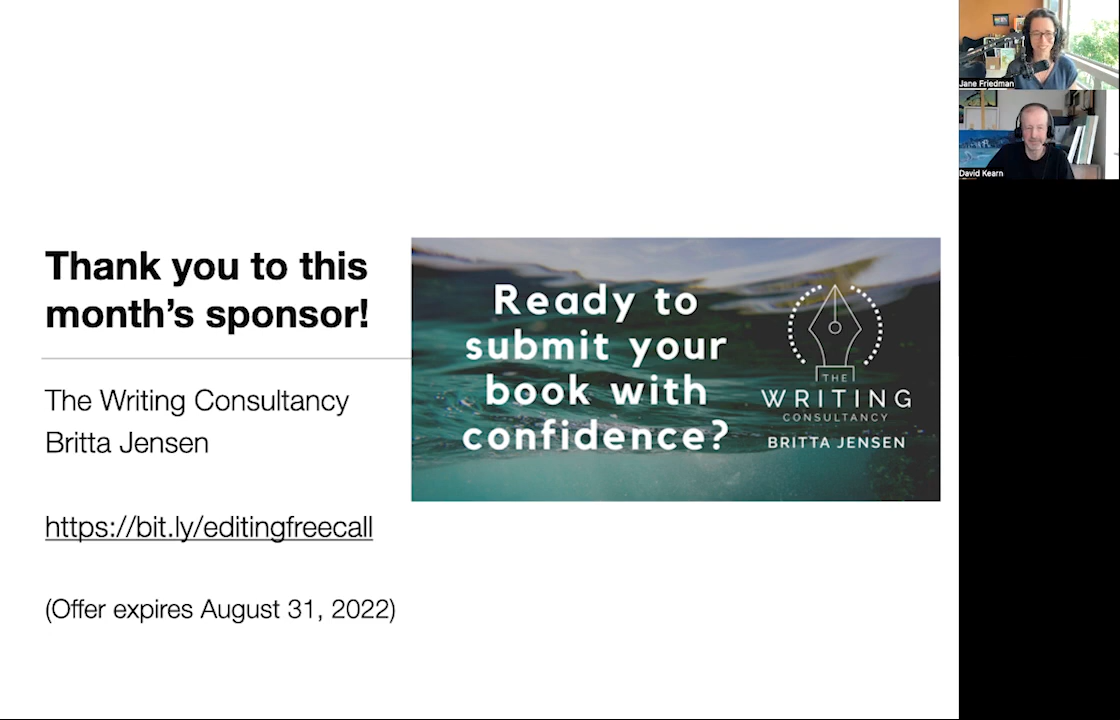 Thank you to this
month's sponsor!
The Writing Consultancy
Britta Jensen
https://bit.ly/editingfreecall
(Offer expires August 31, 2022)
Ready to
submit your
book with
confidence?
THE
WRITING
CONSULTANCY
BRITTA JENSEN
Jane Friedman
David Kearn